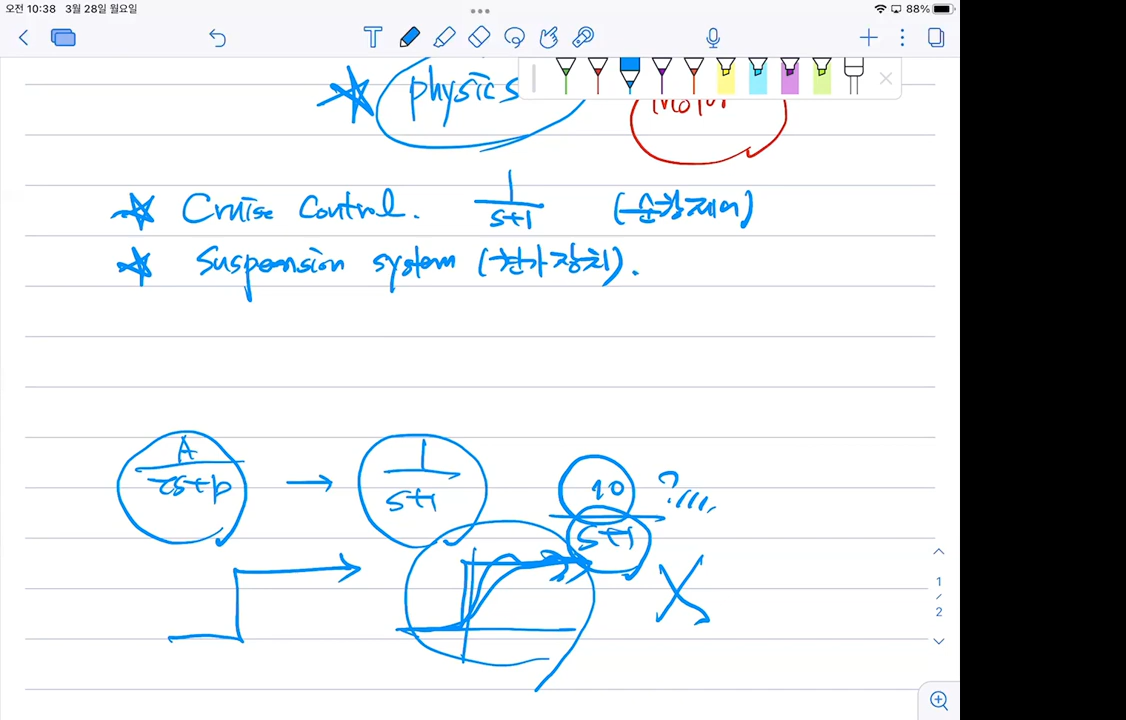 오전 10:38 3월 28일 월요일 88%
T
physics Motor
Cruise Control. 1/(s+1) (순항제어)
Suspension system (현가장치).
A/(τs+p) → 1/(s+1) 10/(s+1) ?
X
1
/
2